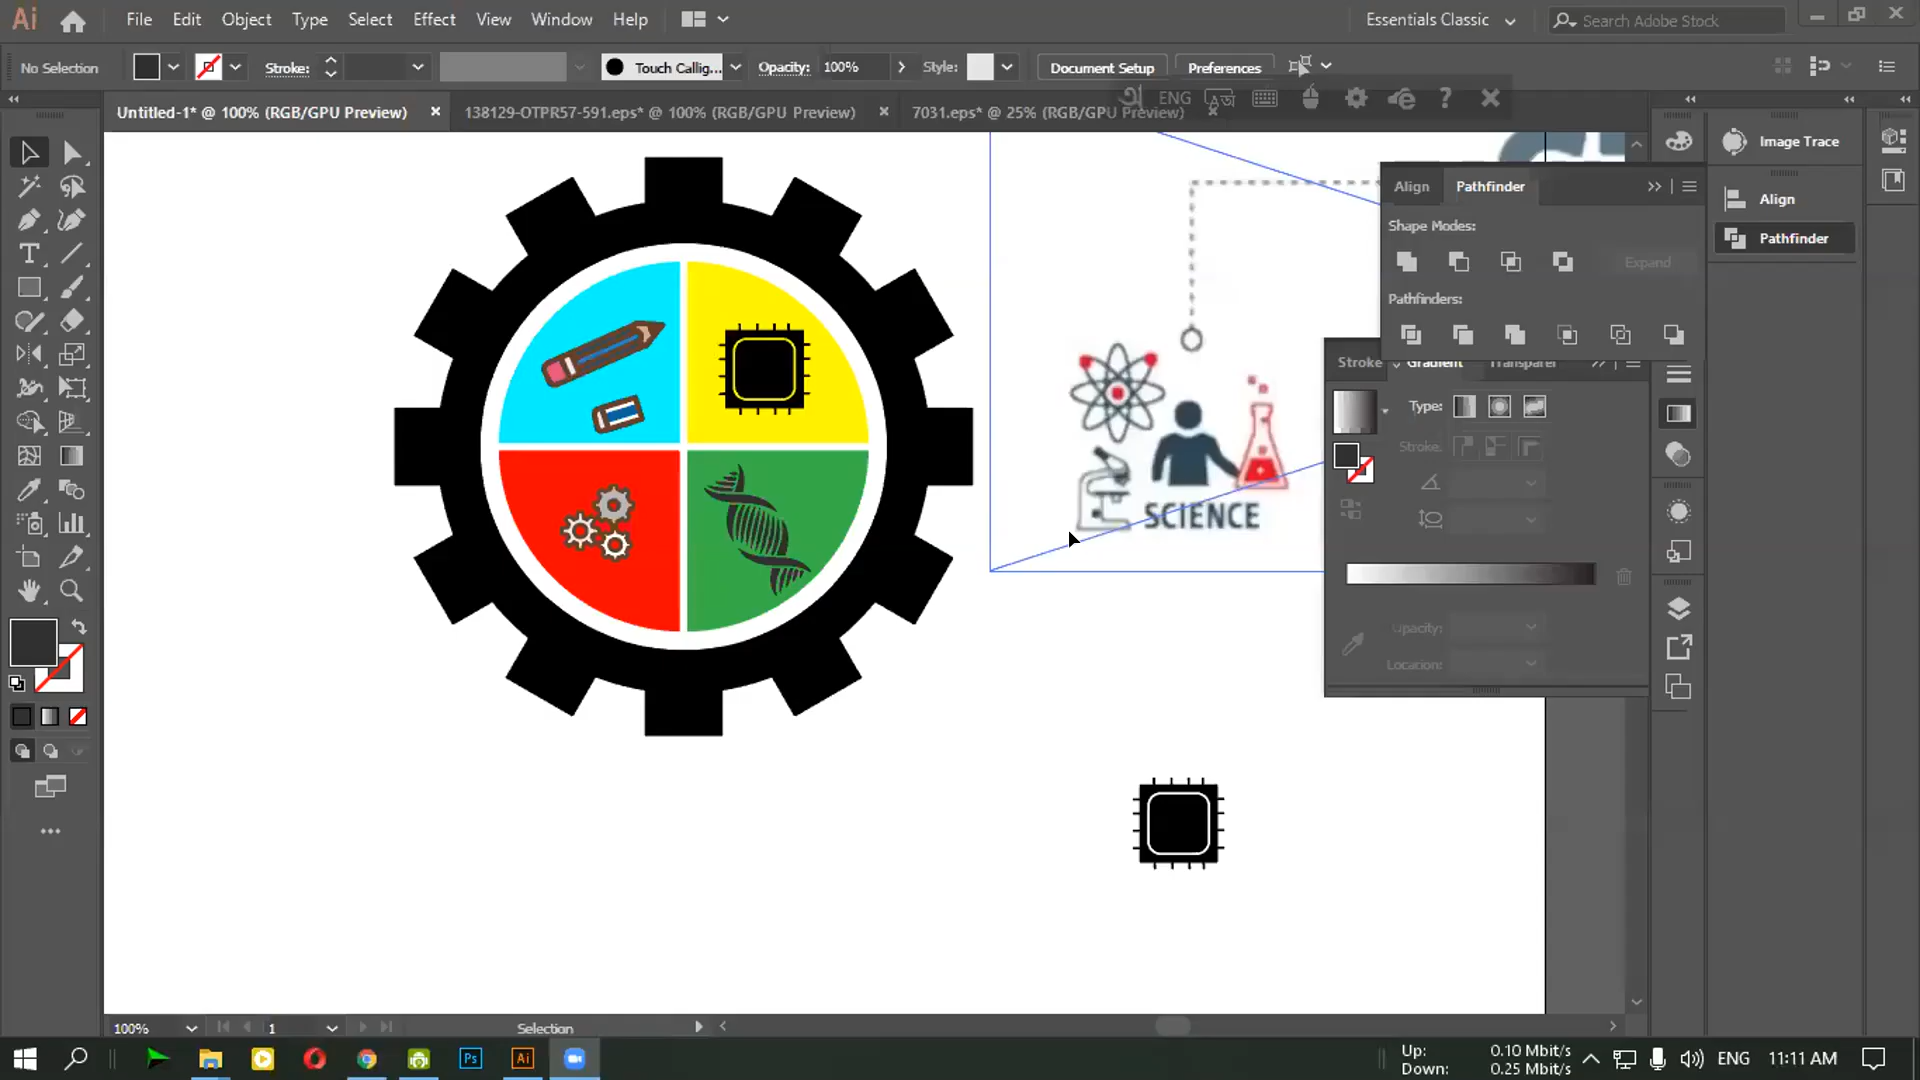 Ai File Edit Object Type Select Effect View Window Help Essentials Classic Search Adobe Stock
No Selection Stroke: Touch Callig... Opacity: 100% Style: Document Setup Preferences
Untitled-1* @ 100% (RGB/GPU Preview) 138129-OTPR57-591.eps* @ 100% (RGB/GPU Preview) 7031.eps* @ 25% (RGB/GPU Preview)
অ ENG ?
Image Trace
Align Pathfinder
Align
Shape Modes:
Pathfinder
Expand
Pathfinders:
Stroke Gradient Transparer
Type:
Stroke:
SCIENCE
Opacity:
Location:
100% 1 Selection
Ps Ai
Up: 0.10 Mbit/s
Down: 0.25 Mbit/s
ENG 11:11 AM